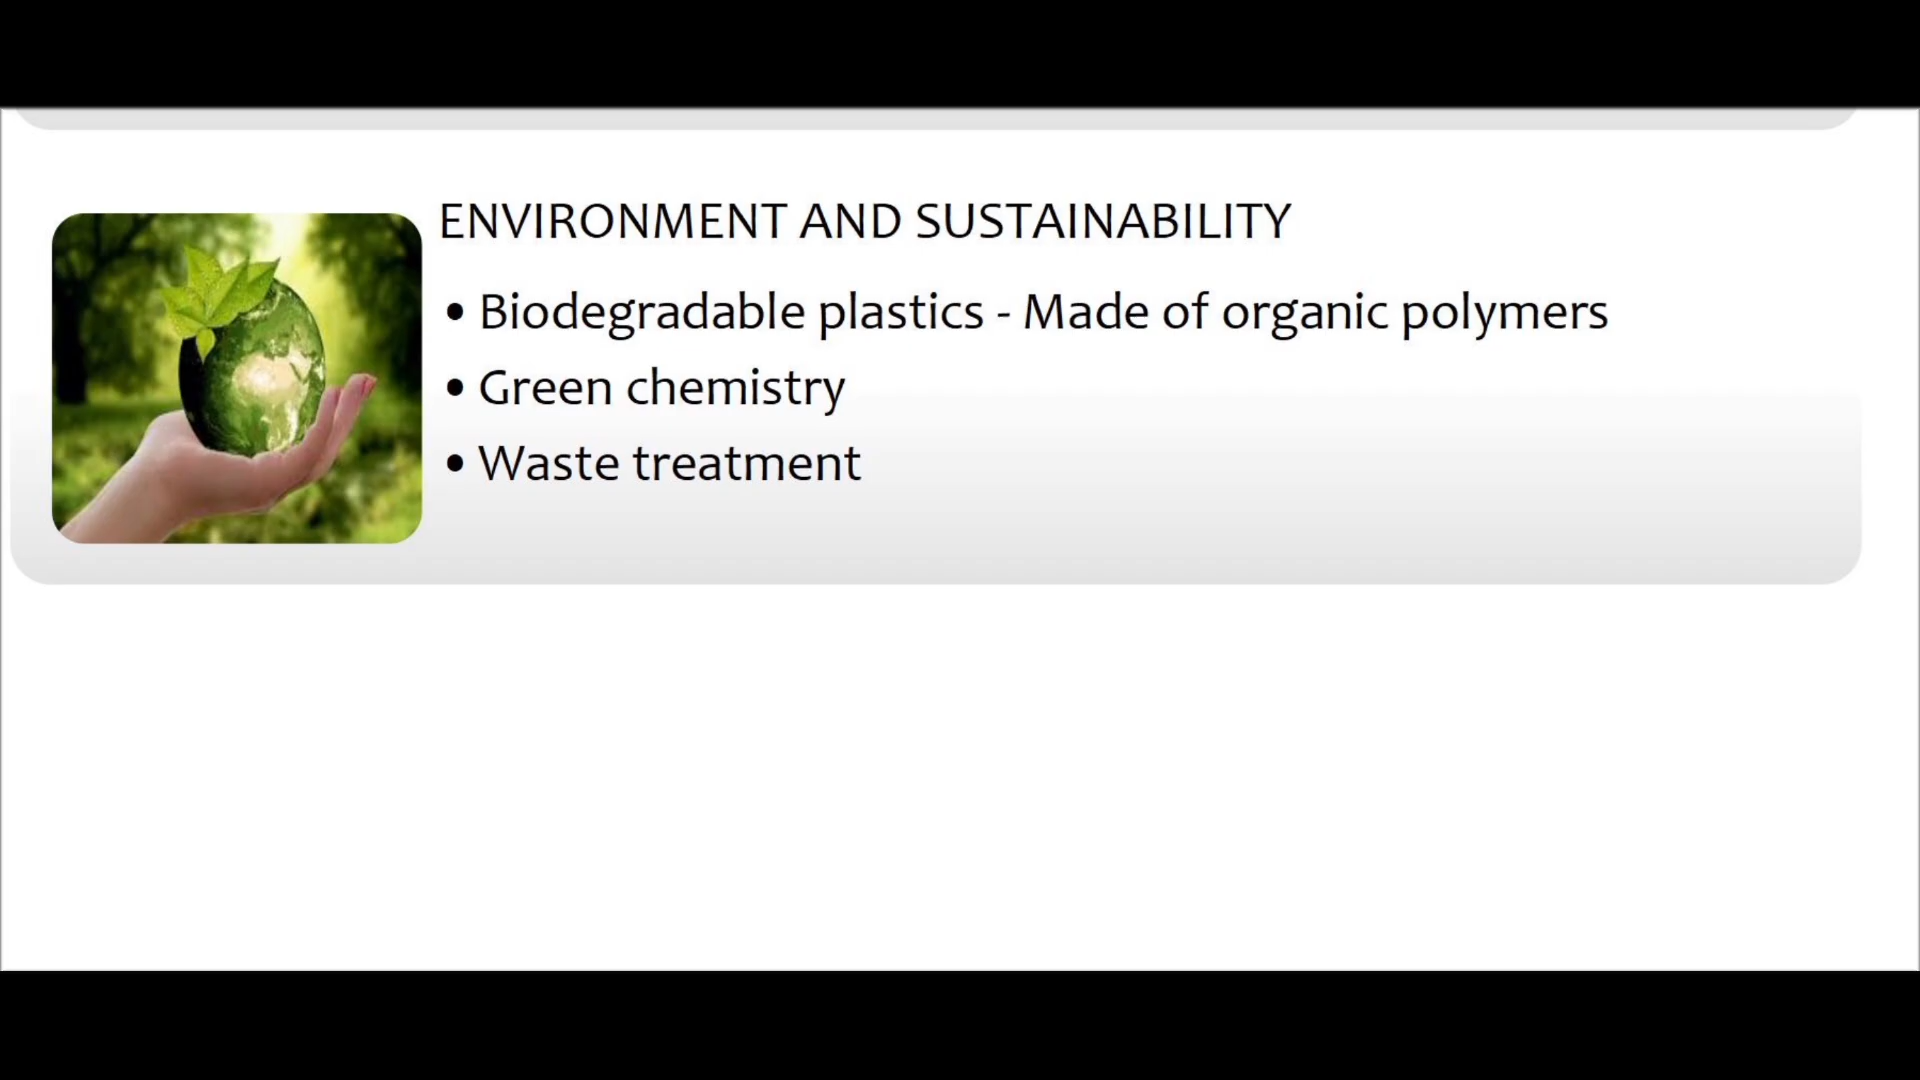 ENVIRONMENT AND SUSTAINABILITY
• Biodegradable plastics - Made of organic polymers
• Green chemistry
• Waste treatment